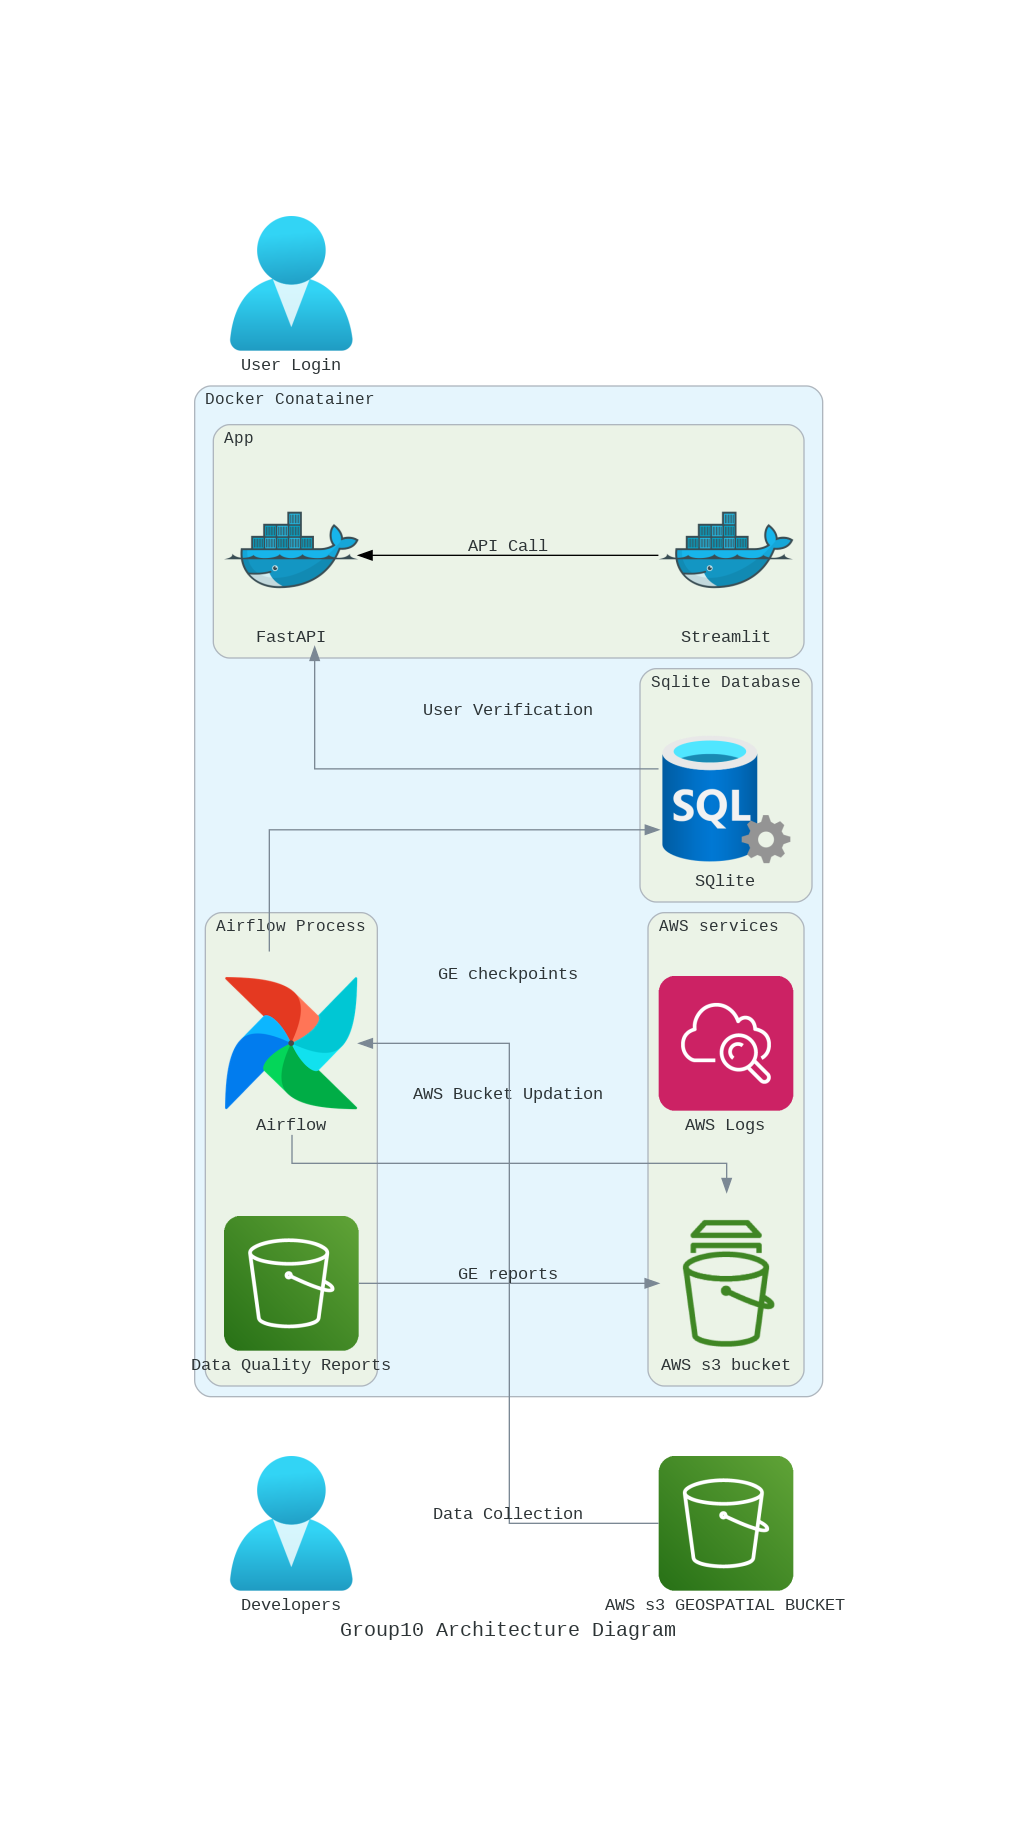 User Login
Docker Conatainer
App
API Call
FastAPI
Streamlit
Sqlite Database
User Verification
SQL
SQlite
Airflow Process
AWS services
GE checkpoints
AWS Bucket Updation
Airflow
AWS Logs
GE reports
Data Quality Reports
AWS s3 bucket
Data Collection
Developers
AWS s3 GEOSPATIAL BUCKET
Group10 Architecture Diagram